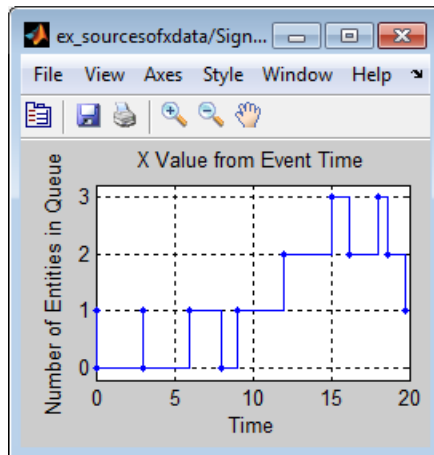 ex_sourcesofxdata/Sign...
File View Axes Style Window Help
X Value from Event Time
Number of Entities in Queue
3
2
1
0
0 5 10 15 20
Time